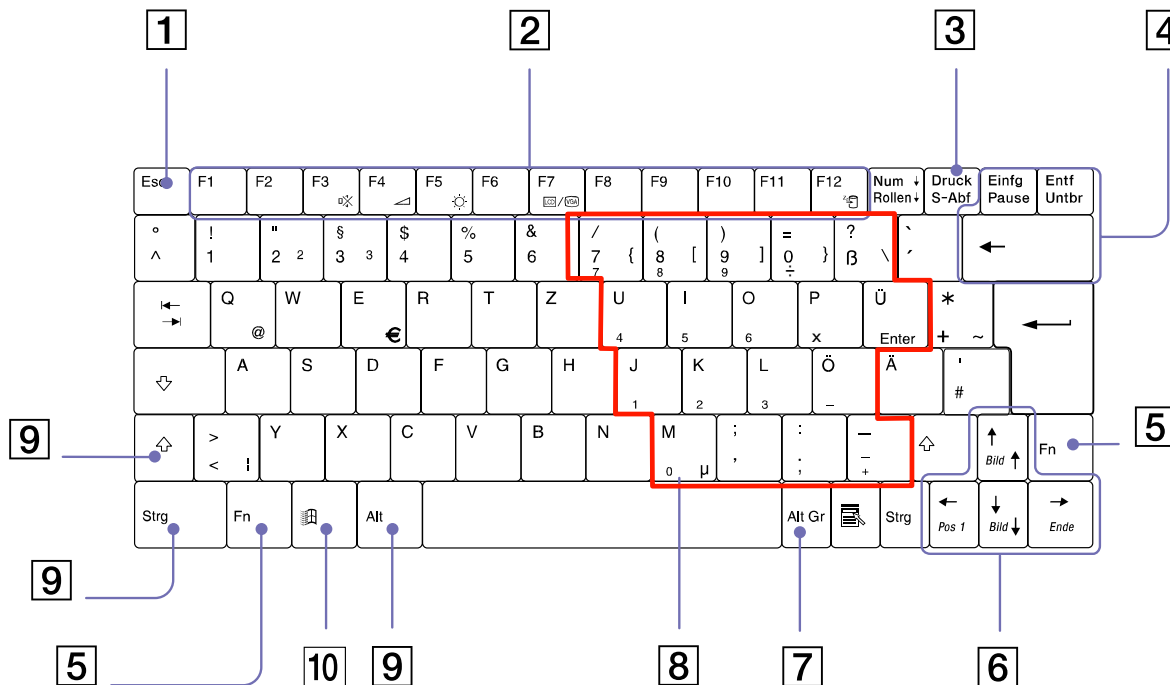 1 2 3 4
Esc F1 F2 F3 F4 F5 F6 F7 F8 F9 F10 F11 F12 Num ↓ Druck Einfg Entf
LCD / VGA Rollen ↓ S-Abf Pause Untbr
° ! " § $ % & / ( ) = ? `
^ 1 2 ² 3 ³ 4 5 6 7 { 8 [ 9 ] 0 } ß \ ´ ←
7 8 9 ÷
Q W E R T Z U I O P Ü *
@ € 4 5 6 x Enter + ~
A S D F G H J K L Ö Ä '
1 2 3 – #
9 5
> Y X C V B N M ; : – ↑ Fn
< ¦ 0 µ , ; – + Bild ↑
Strg Fn Alt Alt Gr Strg ← ↓ →
Pos 1 Bild ↓ Ende
9
5 10 9 8 7 6